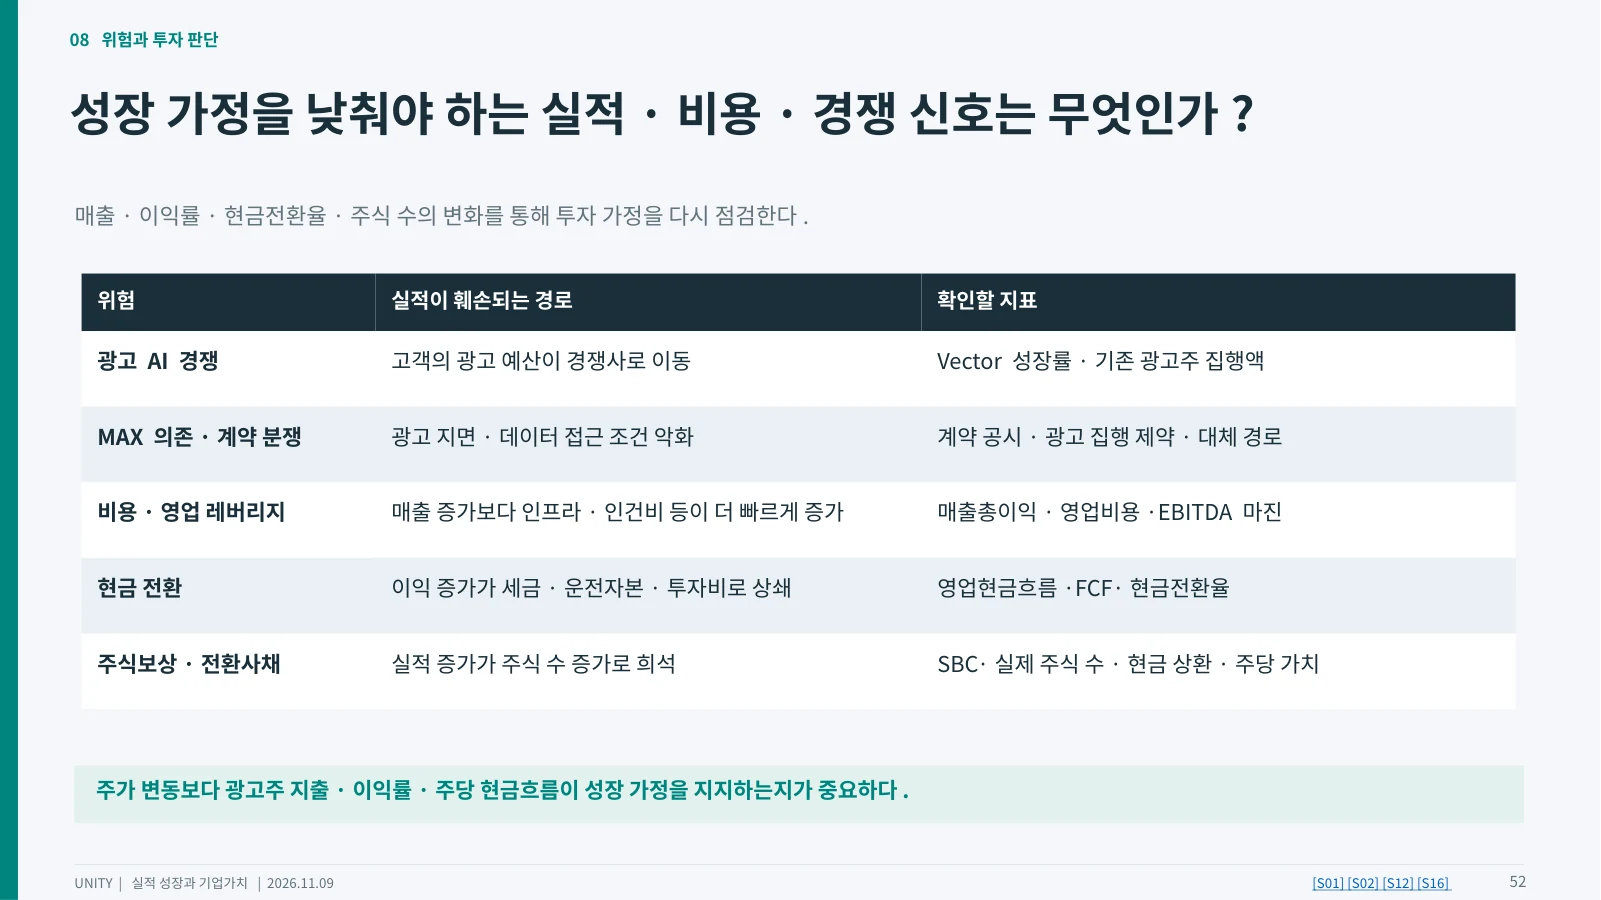 08 위험과 투자 판단
성장 가정을 낮춰야 하는 실적 · 비용 · 경쟁 신호는 무엇인가 ?
매출 · 이익률 · 현금전환율 · 주식 수의 변화를 통해 투자 가정을 다시 점검한다 .
위험 실적이 훼손되는 경로 확인할 지표
광고 AI 경쟁 고객의 광고 예산이 경쟁사로 이동 Vector 성장률 · 기존 광고주 집행액
MAX 의존 · 계약 분쟁 광고 지면 · 데이터 접근 조건 악화 계약 공시 · 광고 집행 제약 · 대체 경로
비용 · 영업 레버리지 매출 증가보다 인프라 · 인건비 등이 더 빠르게 증가 매출총이익 · 영업비용 ·EBITDA 마진
현금 전환 이익 증가가 세금 · 운전자본 · 투자비로 상쇄 영업현금흐름 ·FCF· 현금전환율
주식보상 · 전환사채 실적 증가가 주식 수 증가로 희석 SBC· 실제 주식 수 · 현금 상환 · 주당 가치
주가 변동보다 광고주 지출 · 이익률 · 주당 현금흐름이 성장 가정을 지지하는지가 중요하다 .
UNITY | 실적 성장과 기업가치 | 2026.11.09 [S01] [S02] [S12] [S16] 52